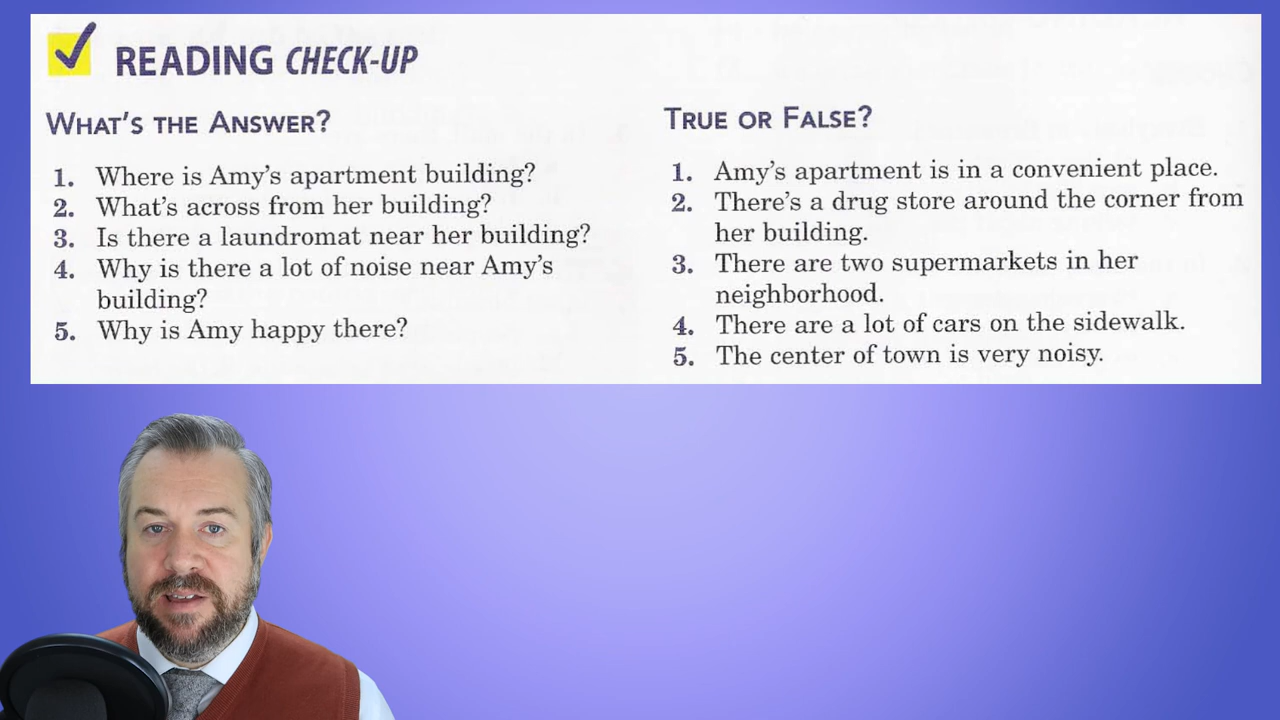 READING CHECK-UP
WHAT'S THE ANSWER?
1. Where is Amy's apartment building?
2. What's across from her building?
3. Is there a laundromat near her building?
4. Why is there a lot of noise near Amy's
building?
5. Why is Amy happy there?
TRUE OR FALSE?
1. Amy's apartment is in a convenient place.
2. There's a drug store around the corner from
her building.
3. There are two supermarkets in her
neighborhood.
4. There are a lot of cars on the sidewalk.
5. The center of town is very noisy.